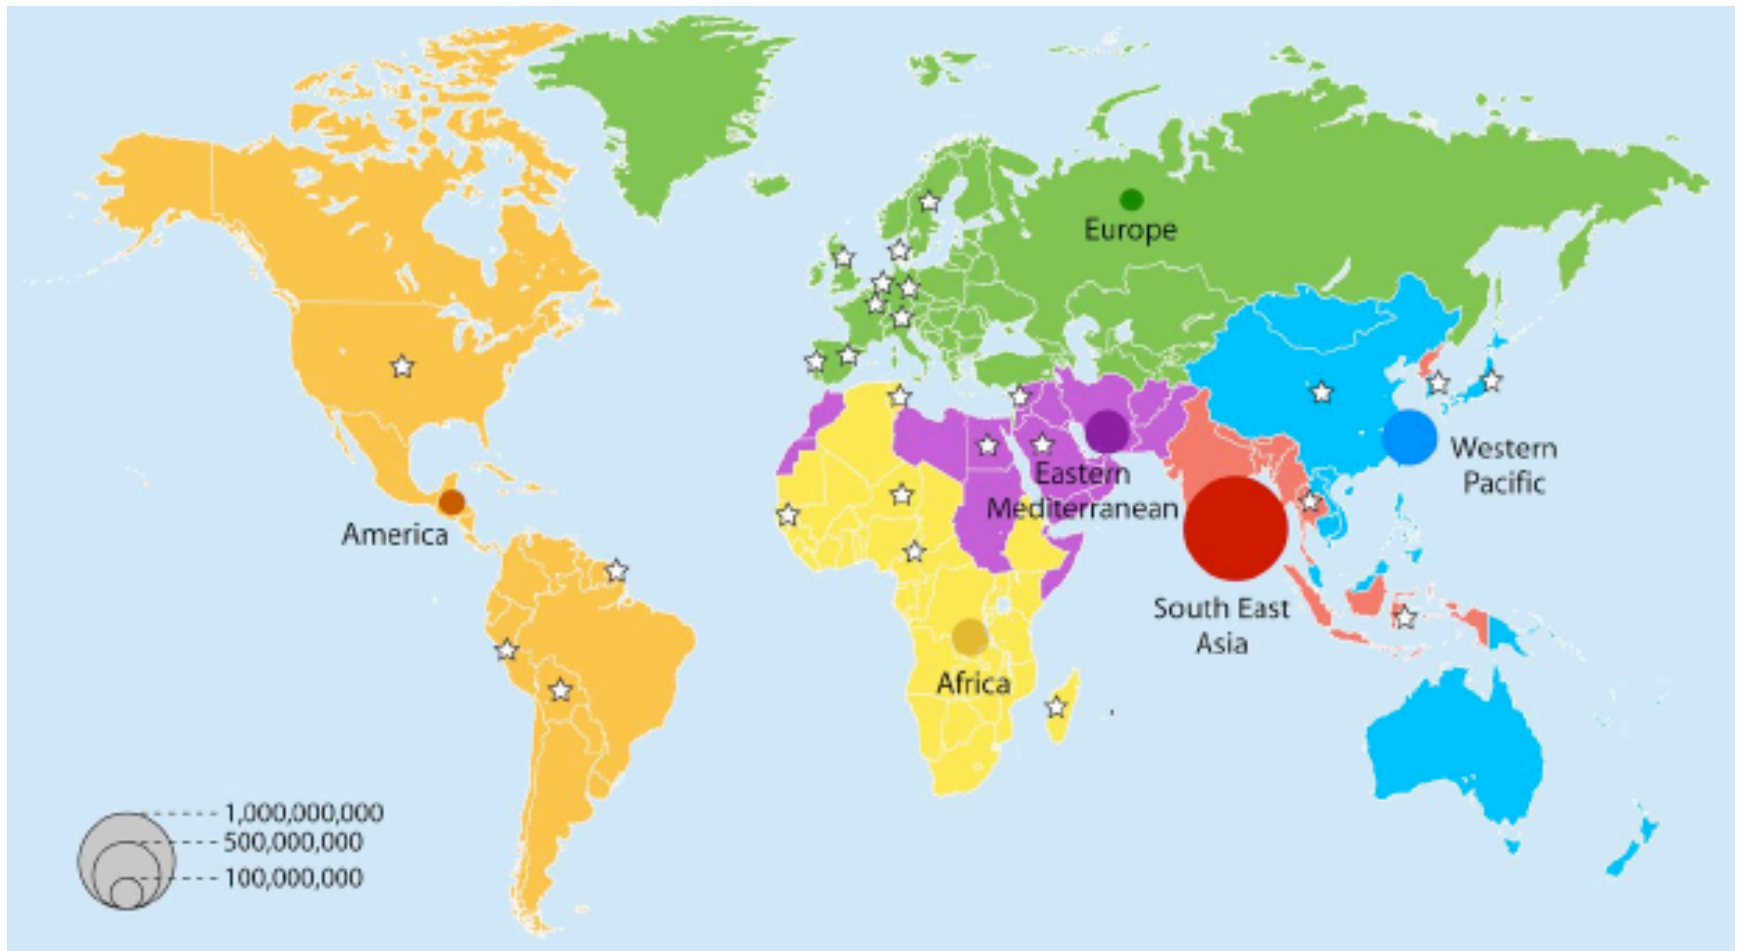 Europe
Western
Pacific
Eastern
Mediterranean
America
South East
Asia
Africa
1,000,000,000
500,000,000
100,000,000